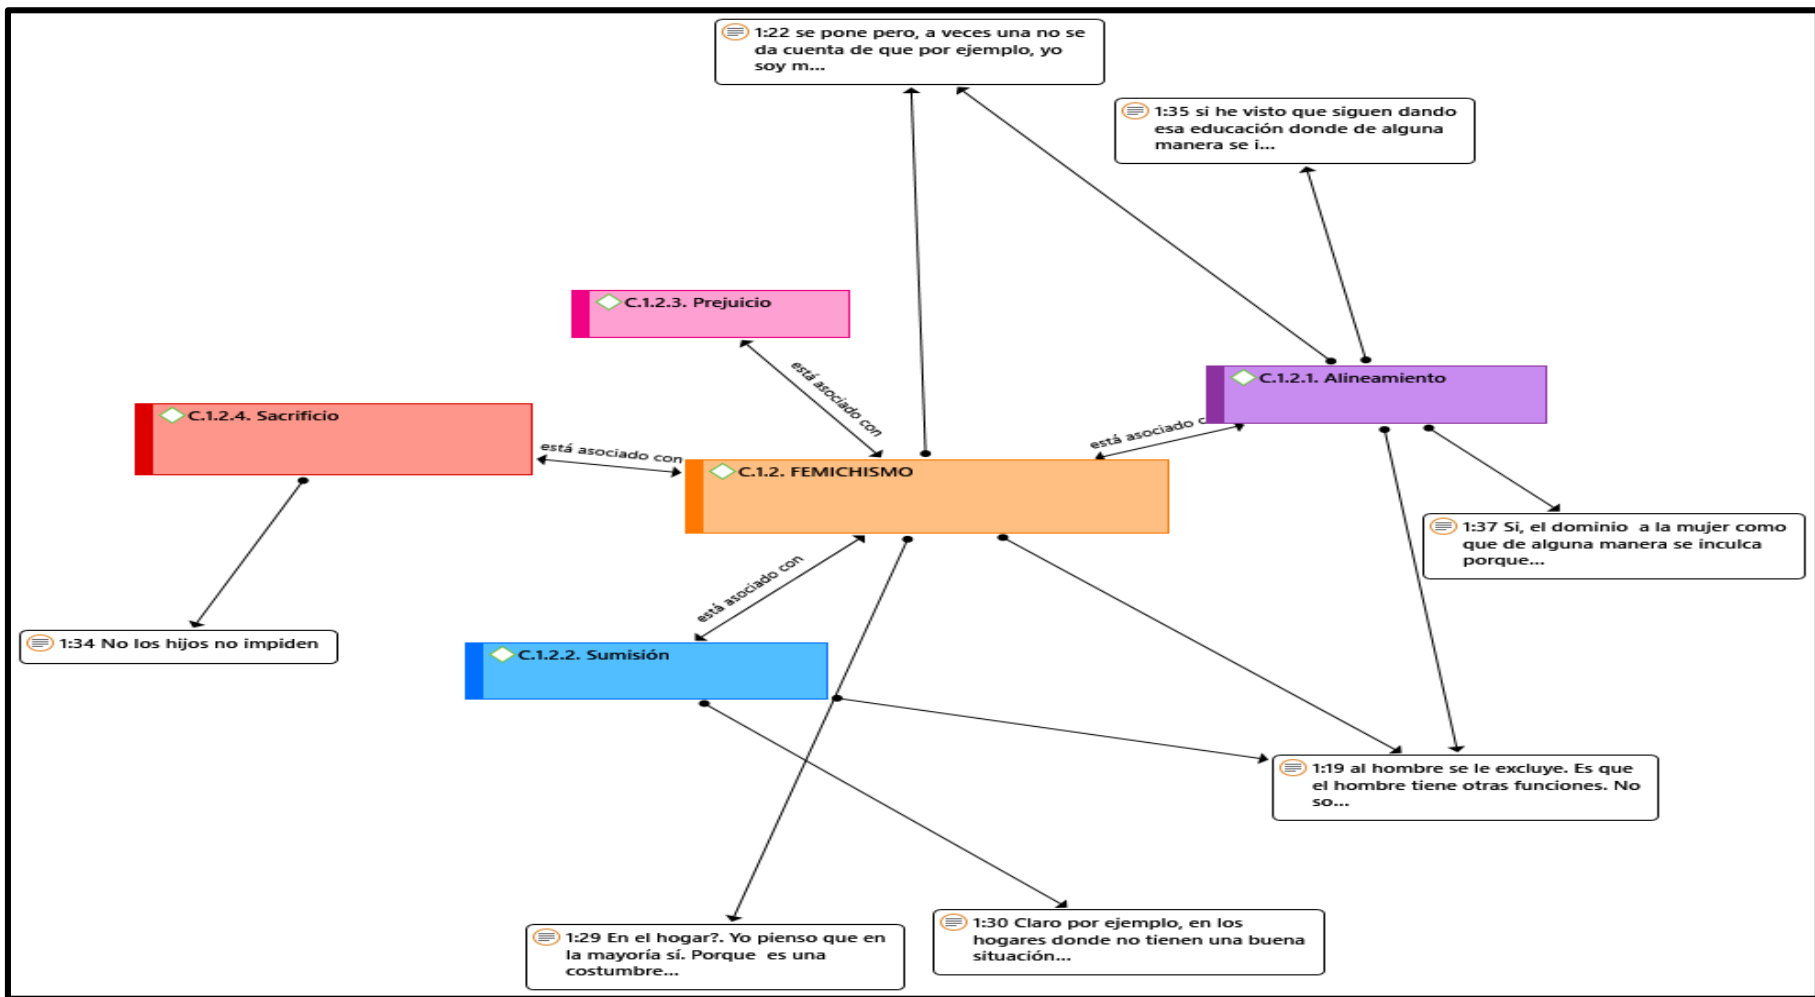 1:22 se pone pero, a veces una no se
da cuenta de que por ejemplo, yo
soy m...
1:35 si he visto que siguen dando
esa educación donde de alguna
manera se i...
C.1.2.3. Prejuicio
está asociado con
C.1.2.1. Alineamiento
C.1.2.4. Sacrificio
está asociado con
está asociado c
C.1.2. FEMICHISMO
1:37 Si, el dominio a la mujer como
que de alguna manera se inculca
porque...
está asociado con
1:34 No los hijos no impiden
C.1.2.2. Sumisión
1:19 al hombre se le excluye. Es que
el hombre tiene otras funciones. No
so...
1:29 En el hogar?. Yo pienso que en
la mayoría sí. Porque es una
costumbre...
1:30 Claro por ejemplo, en los
hogares donde no tienen una buena
situación...